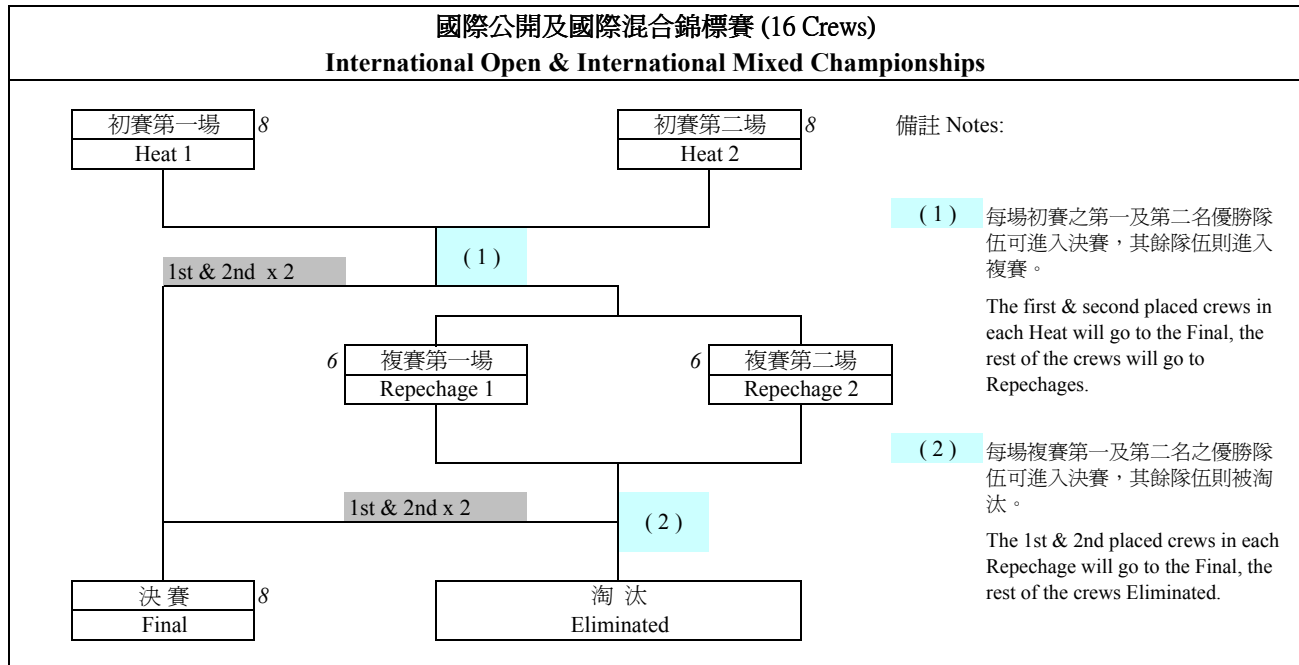 國際公開及國際混合錦標賽 (16 Crews)
International Open & International Mixed Championships
初賽第一場 8
Heat 1
初賽第二場 8
Heat 2
備註 Notes:
( 1 )
1st & 2nd x 2
6 複賽第一場
Repechage 1
6 複賽第二場
Repechage 2
1st & 2nd x 2
( 2 )
決 賽 8
Final
淘 汰
Eliminated
( 1 ) 每場初賽之第一及第二名優勝隊
伍可進入決賽，其餘隊伍則進入
複賽。
The first & second placed crews in
each Heat will go to the Final, the
rest of the crews will go to
Repechages.
( 2 ) 每場複賽第一及第二名之優勝隊
伍可進入決賽，其餘隊伍則被淘
汰。
The 1st & 2nd placed crews in each
Repechage will go to the Final, the
rest of the crews Eliminated.